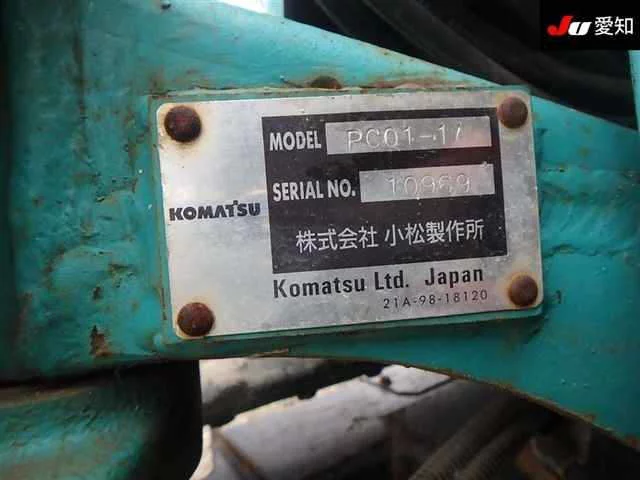 JU 愛知
MODEL PC01-1A
SERIAL NO. 10969
KOMATSU
株式会社 小松製作所
Komatsu Ltd. Japan
21A-98-18120